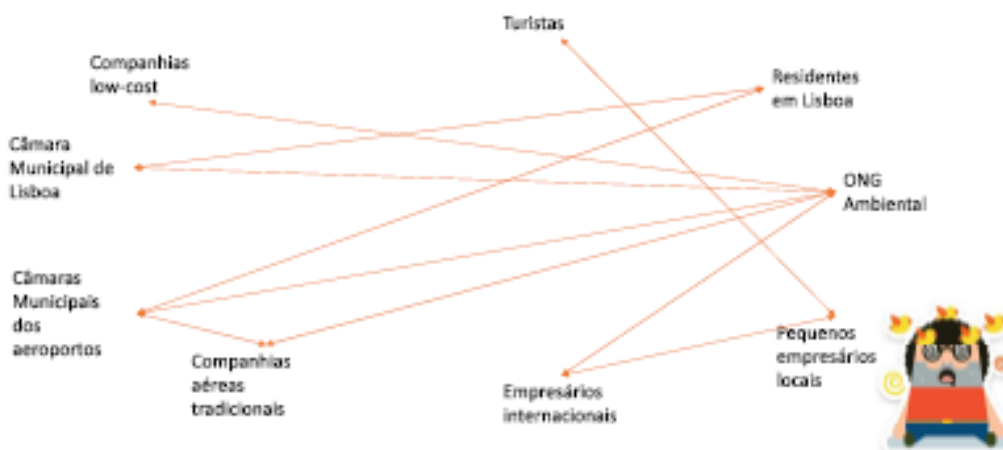 Turistas
Companhias
low-cost
Residentes
em Lisboa
Câmara
Municipal de
Lisboa
ONG
Ambiental
Câmaras
Municipais
dos
aeroportos
Companhias
aéreas
tradicionais
Empresários
internacionais
Pequenos
empresários
locais